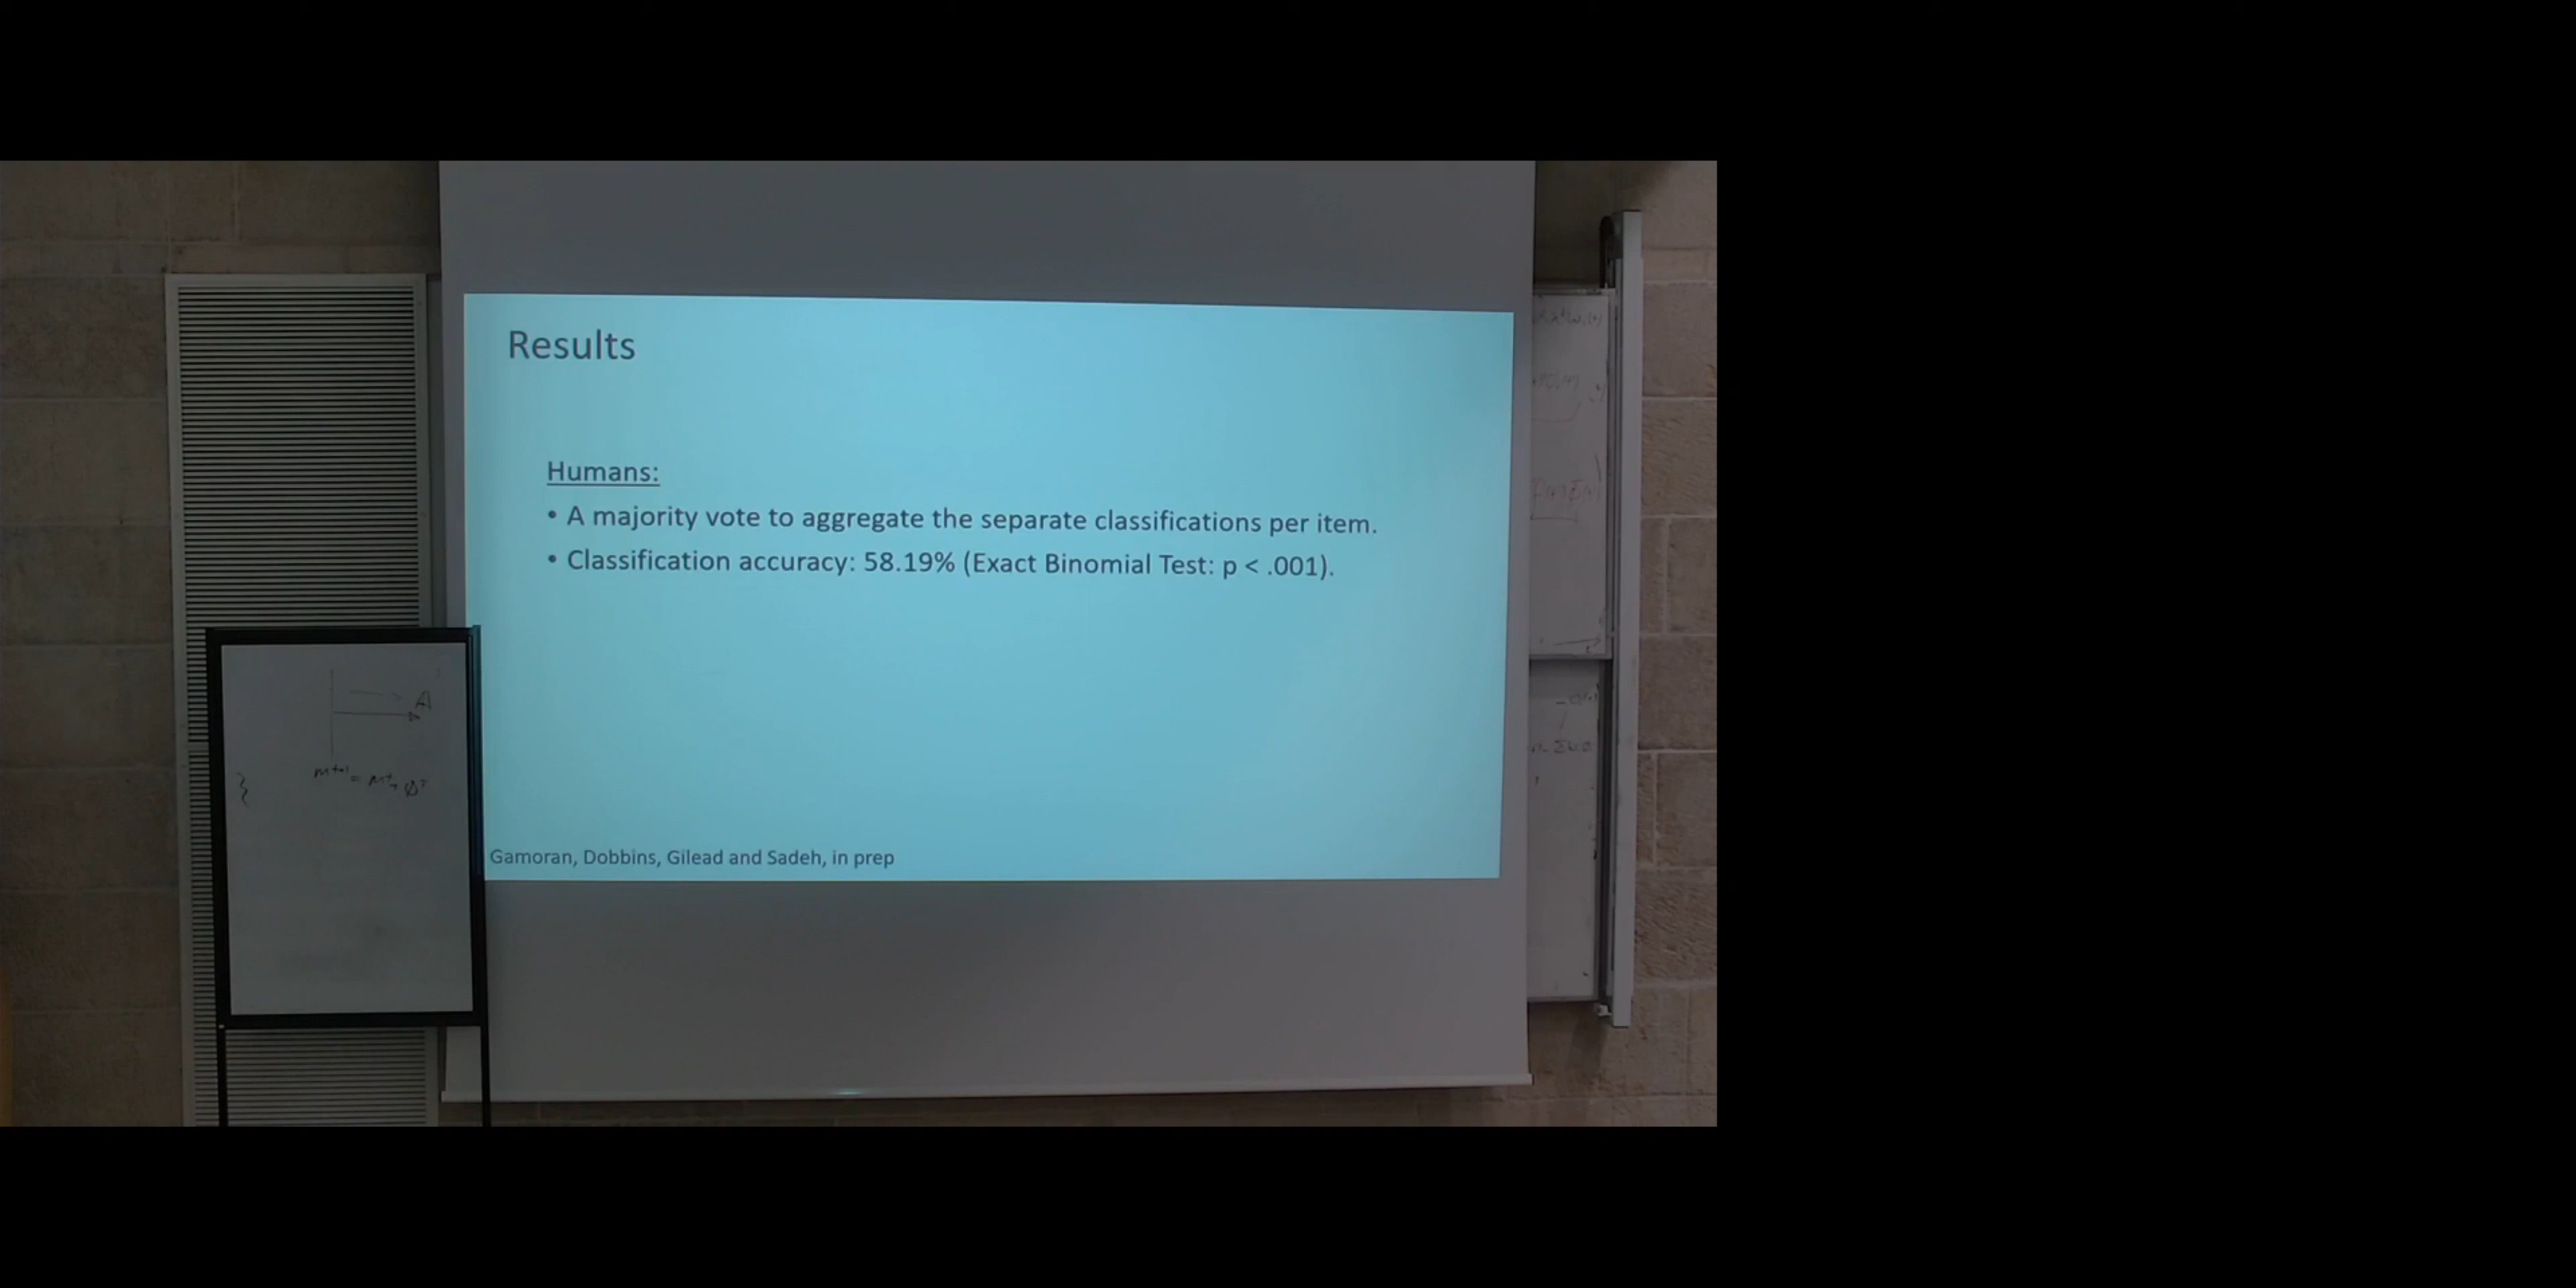 Results
Humans:
• A majority vote to aggregate the separate classifications per item.
• Classification accuracy: 58.19% (Exact Binomial Test: p < .001).
Gamoran, Dobbins, Gilead and Sadeh, in prep
A